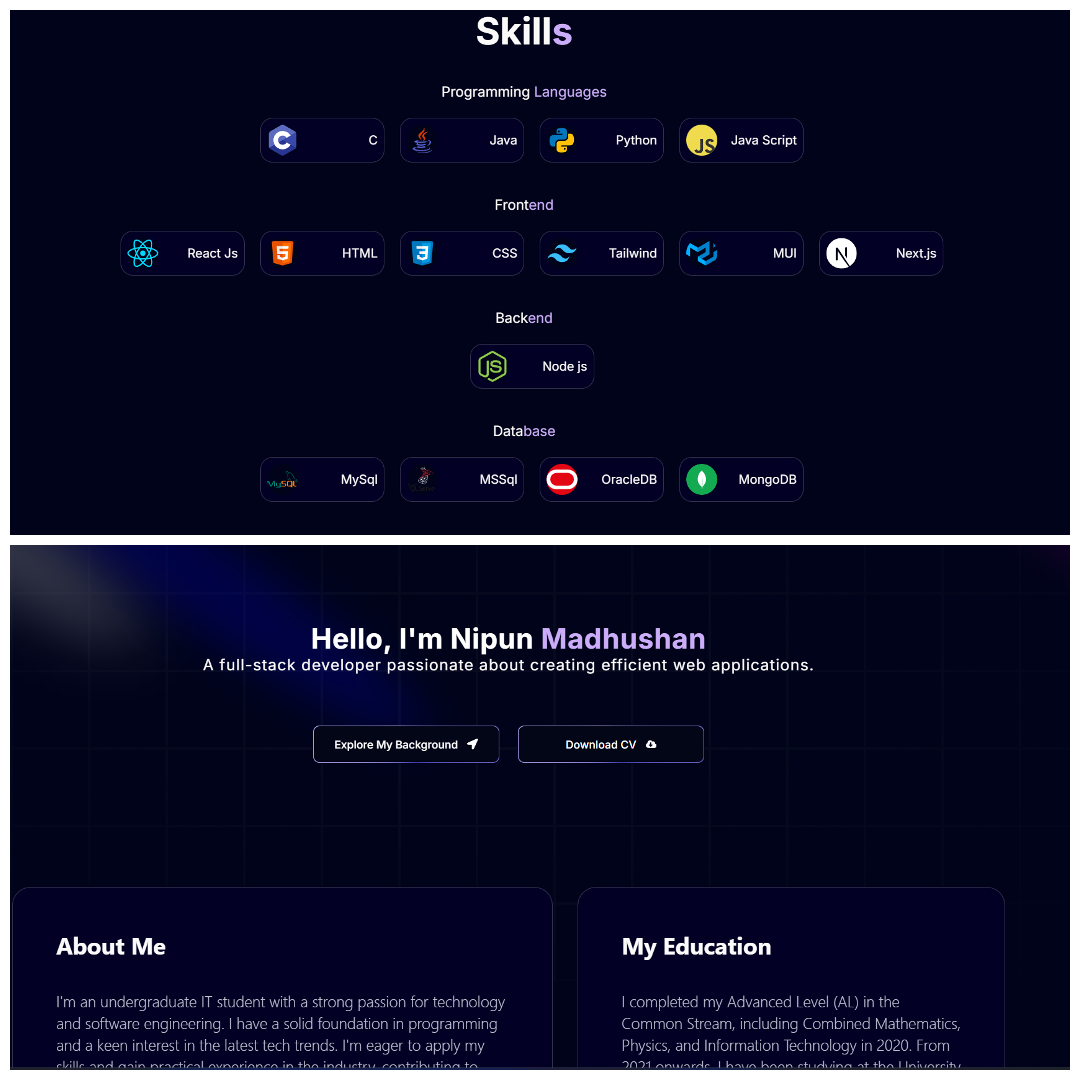 Skills
Programming Languages
C
Java
Python
JS
Java Script
Frontend
React Js
5
HTML
3
CSS
Tailwind
MUI
N
Next.js
Backend
JS
Node js
Database
MySQL
MySql
MSSql
OracleDB
MongoDB
Hello, I'm Nipun Madhushan
A full-stack developer passionate about creating efficient web applications.
Explore My Background
Download CV
About Me
I'm an undergraduate IT student with a strong passion for technology
and software engineering. I have a solid foundation in programming
and a keen interest in the latest tech trends. I'm eager to apply my
skills and gain practical experience in the industry, contributing to
My Education
I completed my Advanced Level (AL) in the
Common Stream, including Combined Mathematics,
Physics, and Information Technology in 2020. From
2021 onwards, I have been studying at the University